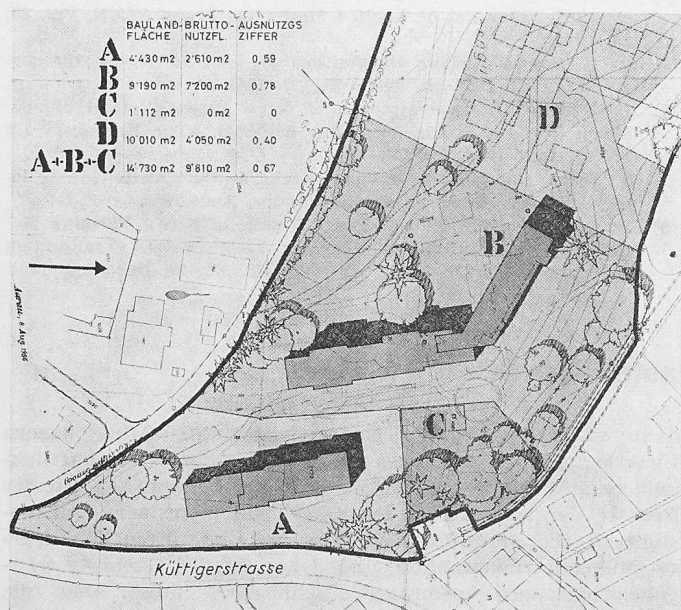 BAULAND- BRUTTO- AUSNÜTZGS
FLÄCHE NUTZFL. ZIFFER
A 4'430 m2 2'610 m2 0,59
B 9'190 m2 7'200 m2 0.78
C 1'112 m2 0 m2 0
D 10'010 m2 4'050 m2 0,40
A+B+C 14'730 m2 9'810 m2 0,67
D
B
C
A
Küttigerstrasse